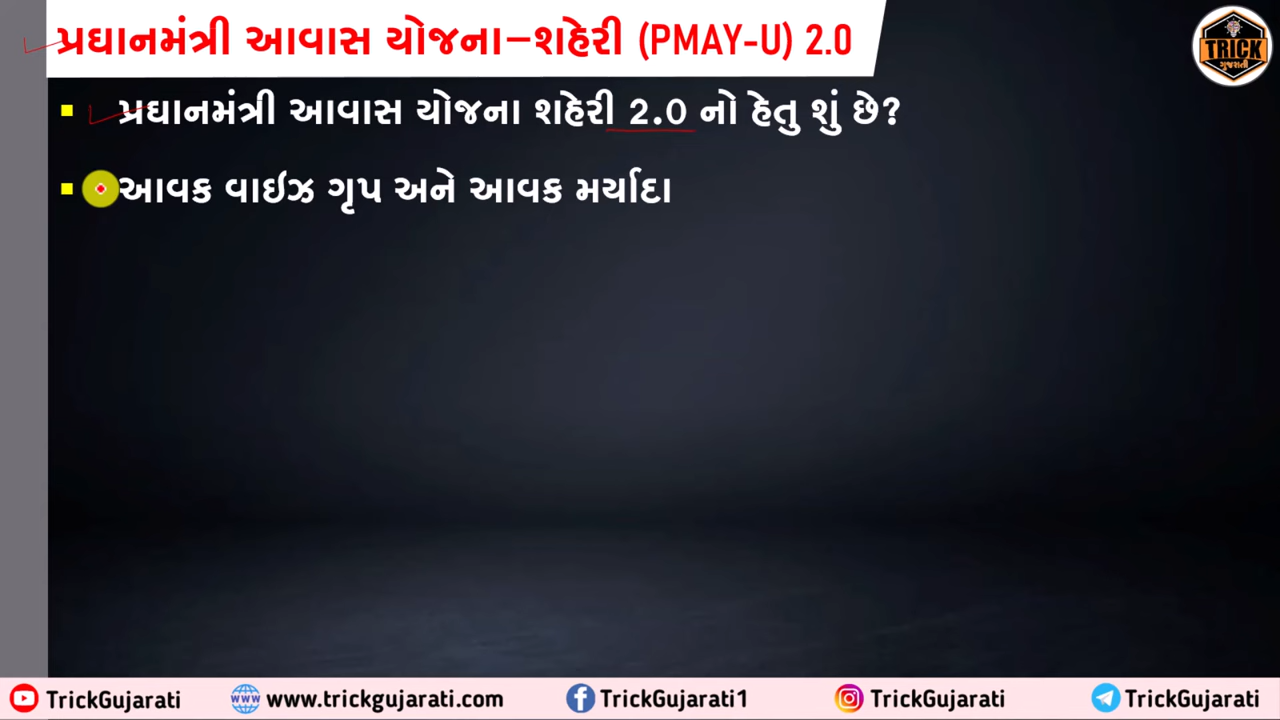 પ્રધાનમંત્રી આવાસ યોજના–શહેરી (PMAY-U) 2.0
TRICK
ગુજરાતી
▪ પ્રધાનમંત્રી આવાસ યોજના શહેરી 2.0 નો હેતુ શું છે?
▪ આવક વાઈઝ ગૃપ અને આવક મર્યાદા
TrickGujarati
www.trickgujarati.com
TrickGujarati1
TrickGujarati
TrickGujarati